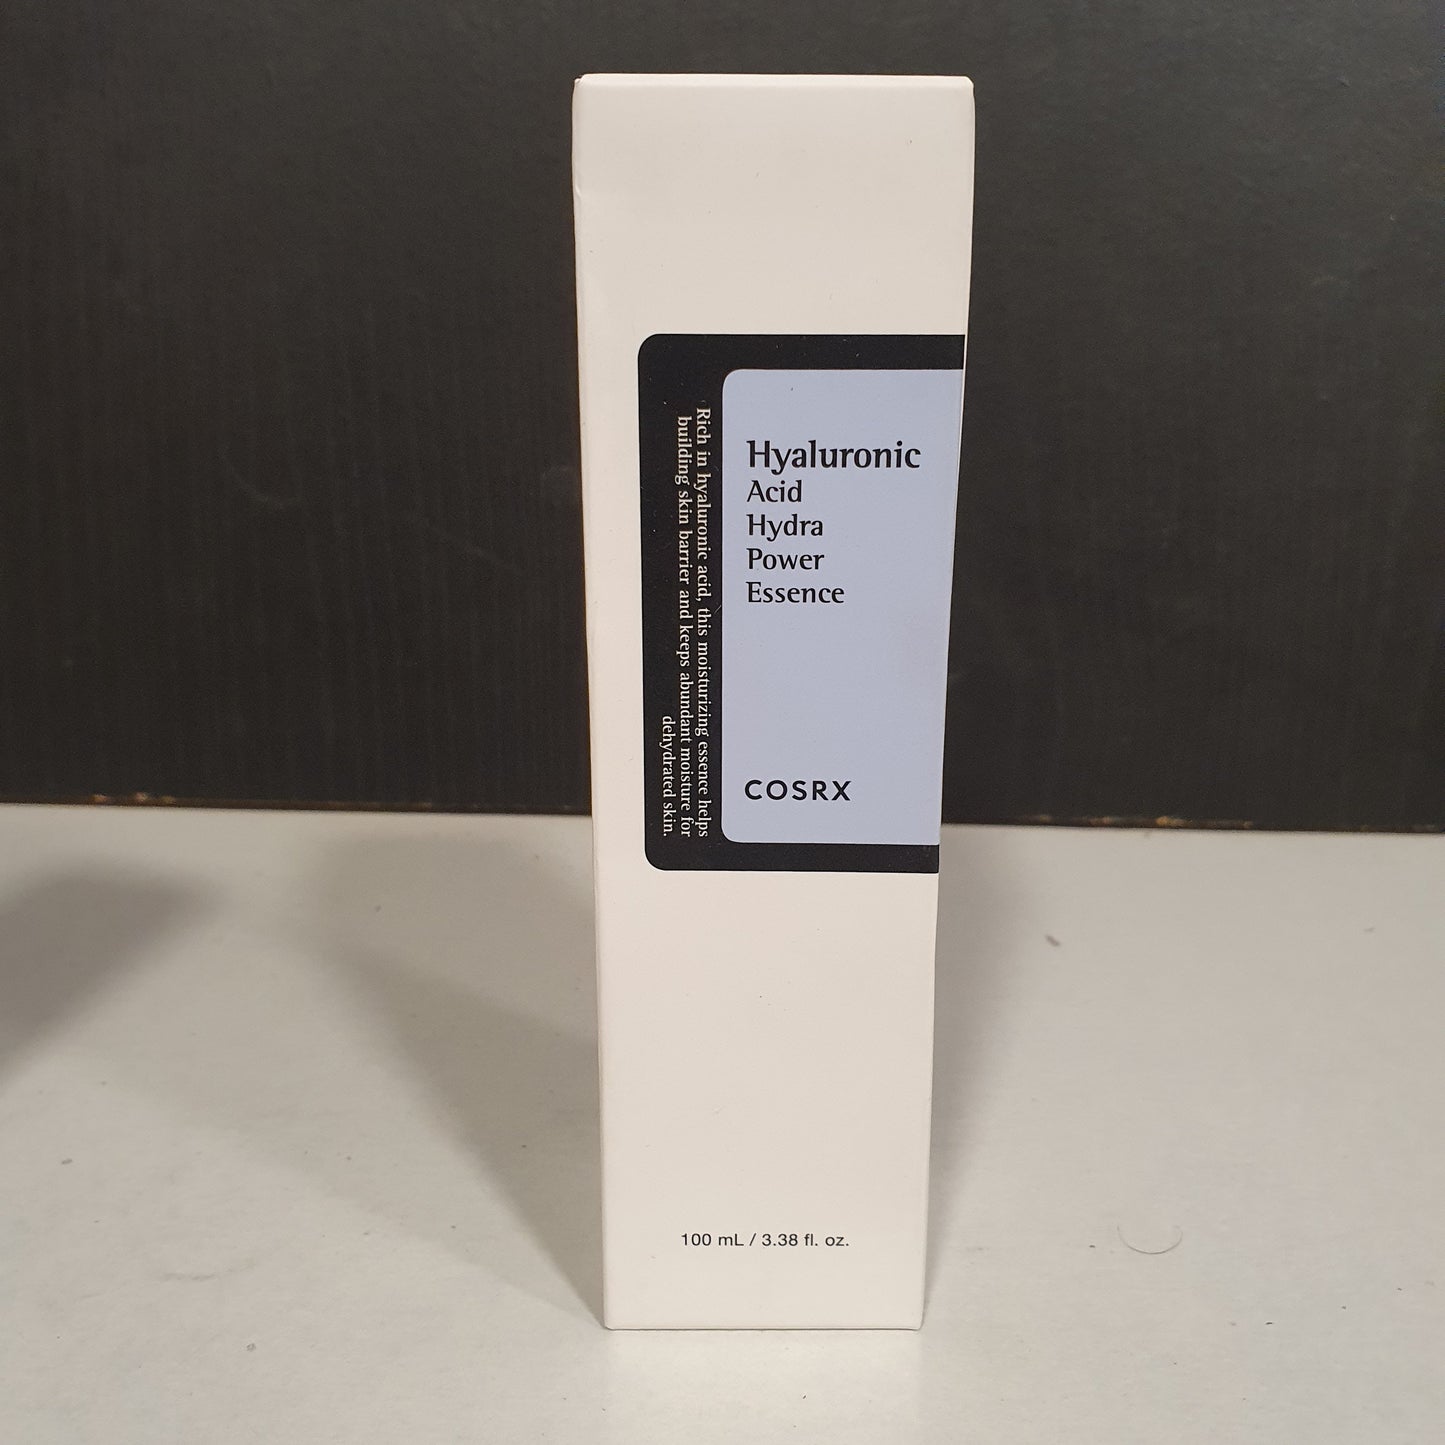 Hyaluronic
Acid
Hydra
Power
Essence
COSRX
Rich in hyaluronic acid, this moisturizing essence helps
building skin barrier and keeps abundant moisture for
dehydrated skin.
100 mL / 3.38 fl. oz.